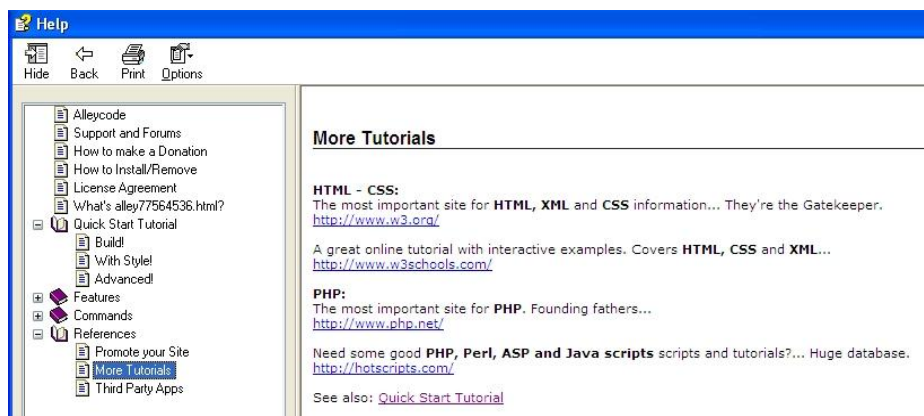 Help
Hide Back Print Options
Alleycode
Support and Forums
How to make a Donation
How to Install/Remove
License Agreement
What's alley77564536.html?
Quick Start Tutorial
Build!
With Style!
Advanced!
Features
Commands
References
Promote your Site
More Tutorials
Third Party Apps
More Tutorials
HTML - CSS:
The most important site for HTML, XML and CSS information... They're the Gatekeeper.
http://www.w3.org/
A great online tutorial with interactive examples. Covers HTML, CSS and XML...
http://www.w3schools.com/
PHP:
The most important site for PHP. Founding fathers...
http://www.php.net/
Need some good PHP, Perl, ASP and Java scripts scripts and tutorials?... Huge database.
http://hotscripts.com/
See also: Quick Start Tutorial